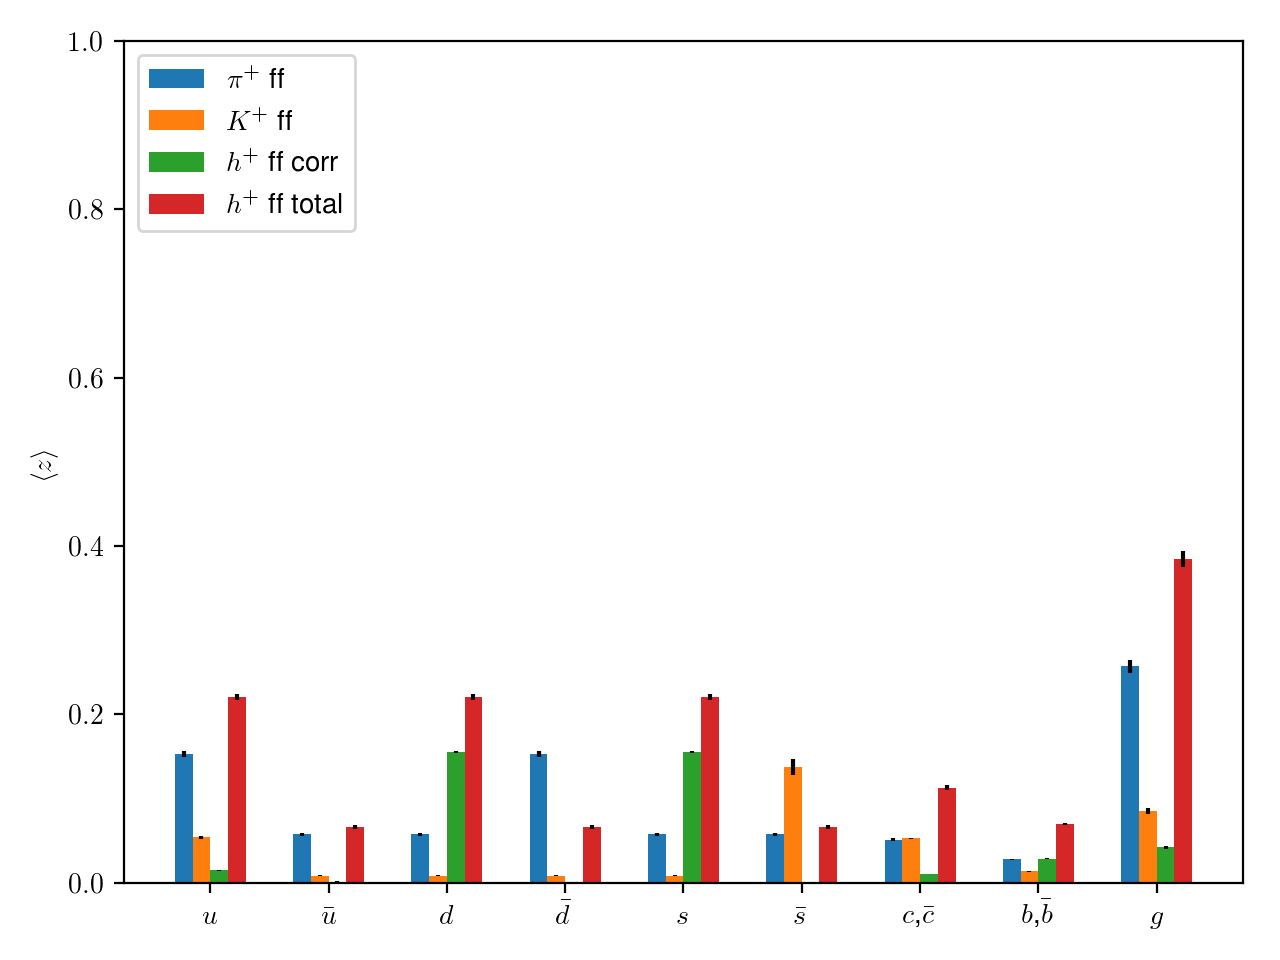 1.0
π⁺ ff
K⁺ ff
h⁺ ff corr
h⁺ ff total
0.8
0.6
⟨z⟩
0.4
0.2
0.0
u ū d d̄ s s̄ c,c̄ b,b̄ g